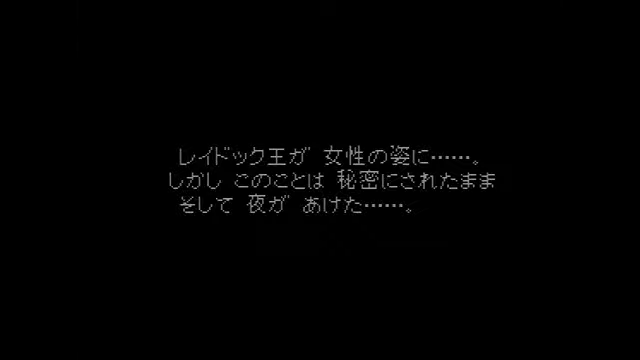 レイドック王が 女性の姿に……。
しかし このことは 秘密にされたまま
そして 夜が あけた……。